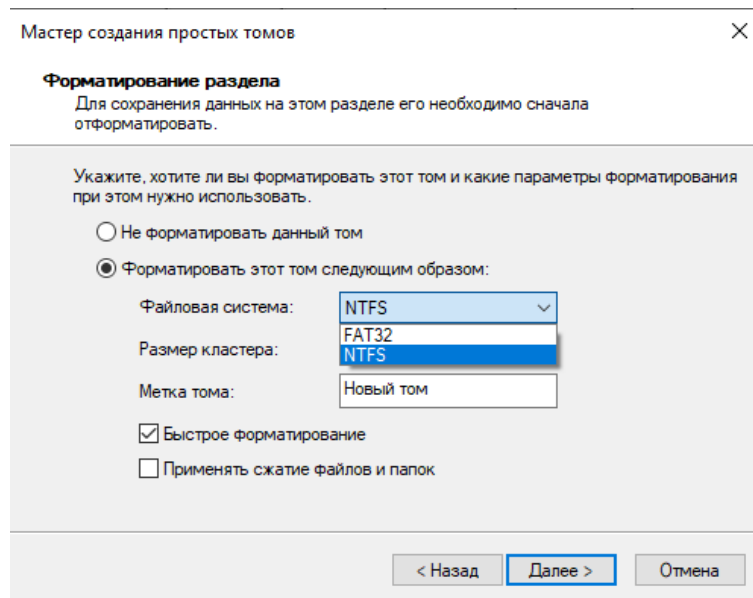 Мастер создания простых томов
Форматирование раздела
Для сохранения данных на этом разделе его необходимо сначала
отформатировать.
Укажите, хотите ли вы форматировать этот том и какие параметры форматирования
при этом нужно использовать.
Не форматировать данный том
Форматировать этот том следующим образом:
Файловая система: NTFS
FAT32
Размер кластера: NTFS
Метка тома: Новый том
Быстрое форматирование
Применять сжатие файлов и папок
< Назад Далее > Отмена